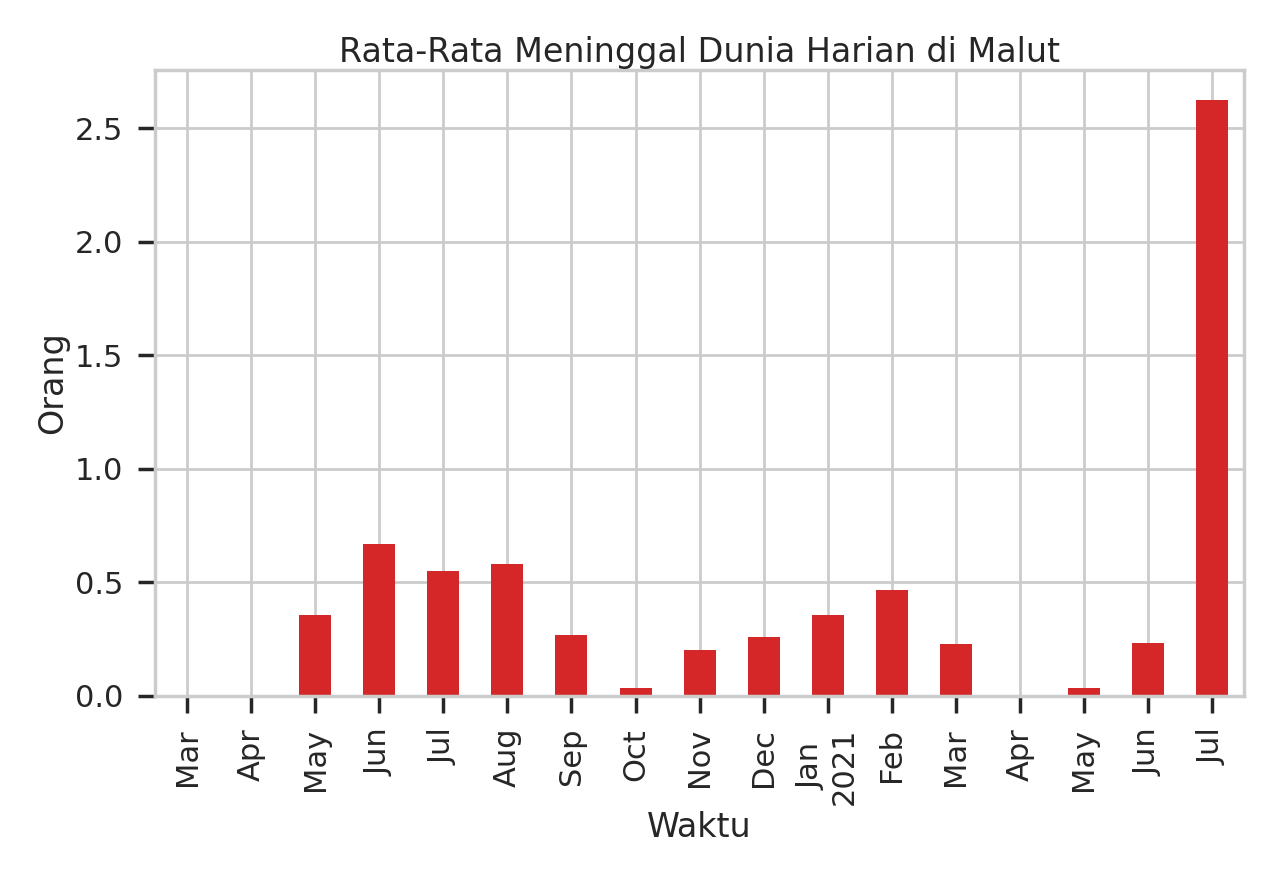 Rata-Rata Meninggal Dunia Harian di Malut
2.5
2.0
1.5
1.0
0.5
0.0
Orang
Mar
Apr
May
Jun
Jul
Aug
Sep
Oct
Nov
Dec
Jan
2021
Feb
Mar
Apr
May
Jun
Jul
Waktu